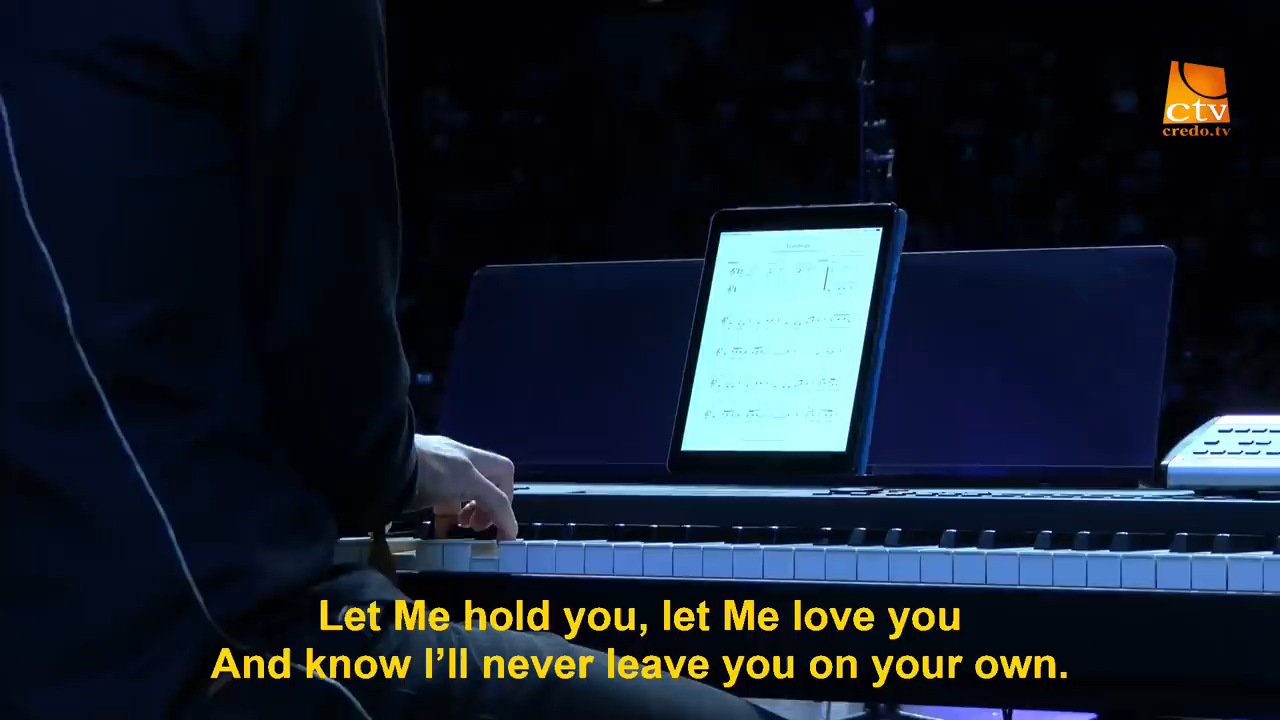 ctv
credo.tv
Let Me hold you, let Me love you
And know I’ll never leave you on your own.